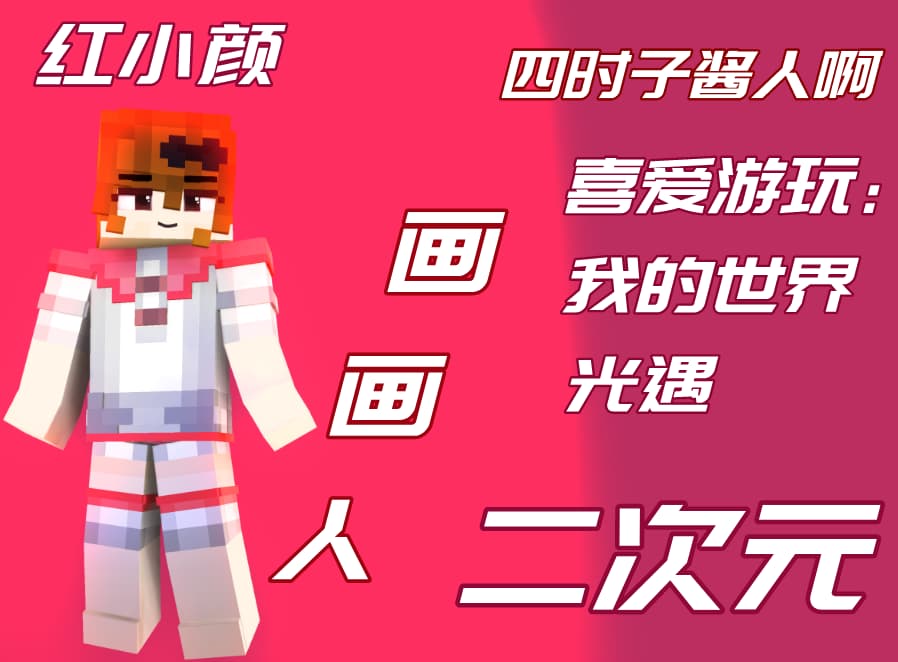 红小颜
四时子酱人啊
喜爱游玩：
我的世界
光遇
画
画
人
二次元